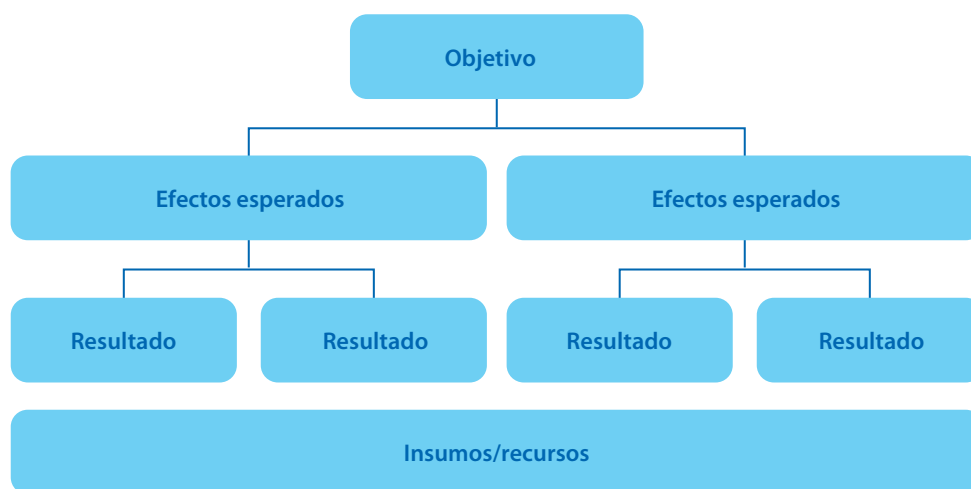 Objetivo
Efectos esperados
Efectos esperados
Resultado
Resultado
Resultado
Resultado
Insumos/recursos